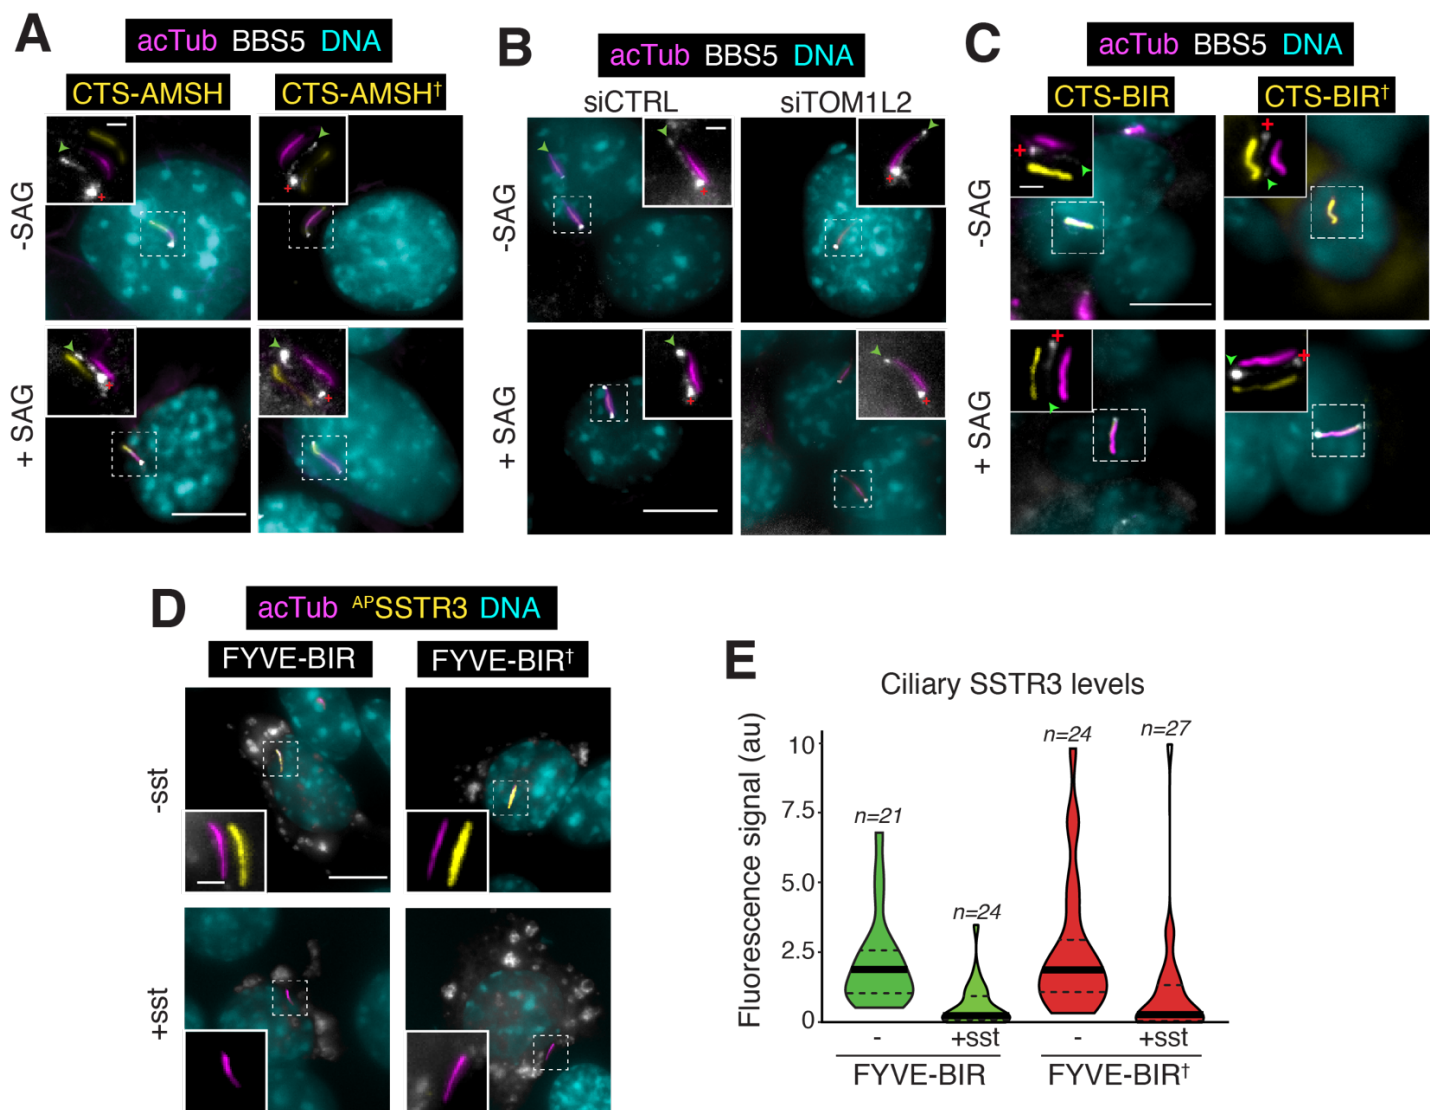 A
acTub BBS5 DNA
CTS-AMSH CTS-AMSH†
-SAG
+ SAG
B
acTub BBS5 DNA
siCTRL siTOM1L2
-SAG
+ SAG
C
acTub BBS5 DNA
CTS-BIR CTS-BIR†
-SAG
+ SAG
D
acTub APSSTR3 DNA
FYVE-BIR FYVE-BIR†
-sst
+sst
E
Ciliary SSTR3 levels
Fluorescence signal (au)
10
7.5
5.0
2.5
0
n=21
n=24
n=24
n=27
- +sst - +sst
FYVE-BIR FYVE-BIR†